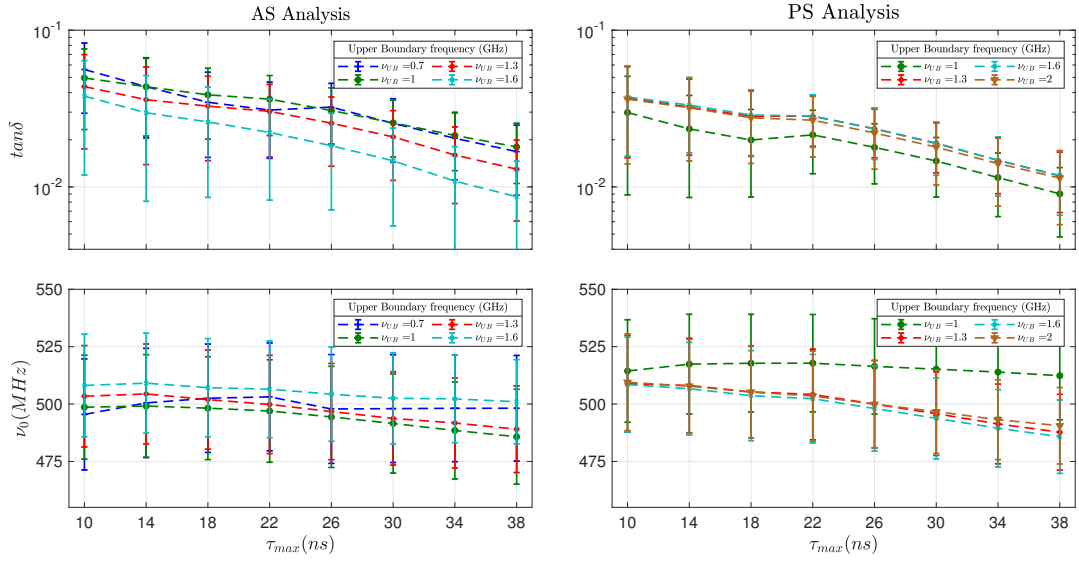 AS Analysis
PS Analysis
10^-1
10^-2
tanδ
Upper Boundary frequency (GHz)
ν_UB =0.7 ν_UB =1.3
ν_UB =1 ν_UB =1.6
10^-1
10^-2
Upper Boundary frequency (GHz)
ν_UB =1 ν_UB =1.6
ν_UB =1.3 ν_UB =2
550
525
500
475
ν_0(MHz)
Upper Boundary frequency (GHz)
ν_UB =0.7 ν_UB =1.3
ν_UB =1 ν_UB =1.6
10 14 18 22 26 30 34 38
τ_max(ns)
550
525
500
475
Upper Boundary frequency (GHz)
ν_UB =1 ν_UB =1.6
ν_UB =1.3 ν_UB =2
10 14 18 22 26 30 34 38
τ_max(ns)